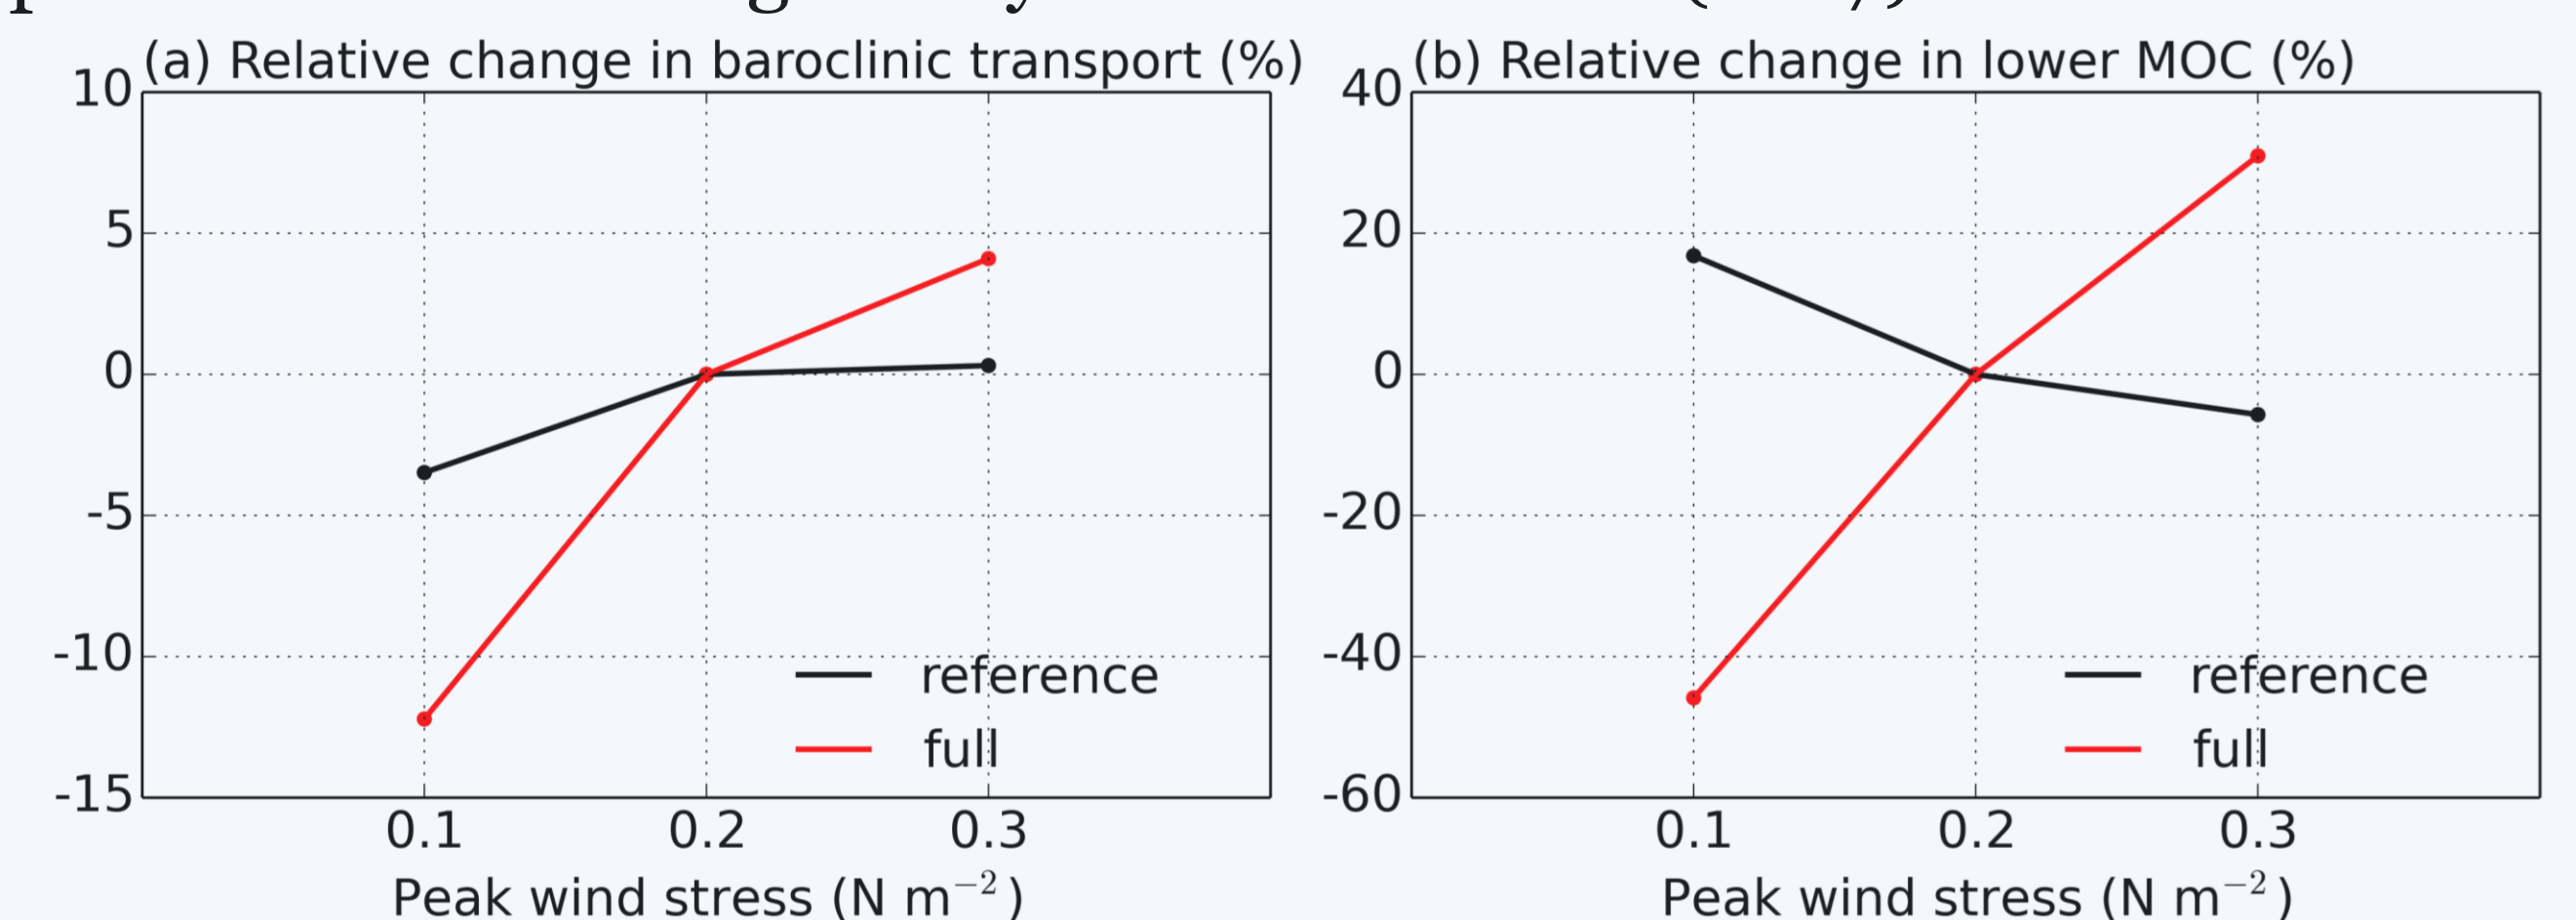 (a) Relative change in baroclinic transport (%)
10
5
0
-5
-10
-15
0.1 0.2 0.3
Peak wind stress (N m⁻²)
reference
full
(b) Relative change in lower MOC (%)
40
20
0
-20
-40
-60
0.1 0.2 0.3
Peak wind stress (N m⁻²)
reference
full